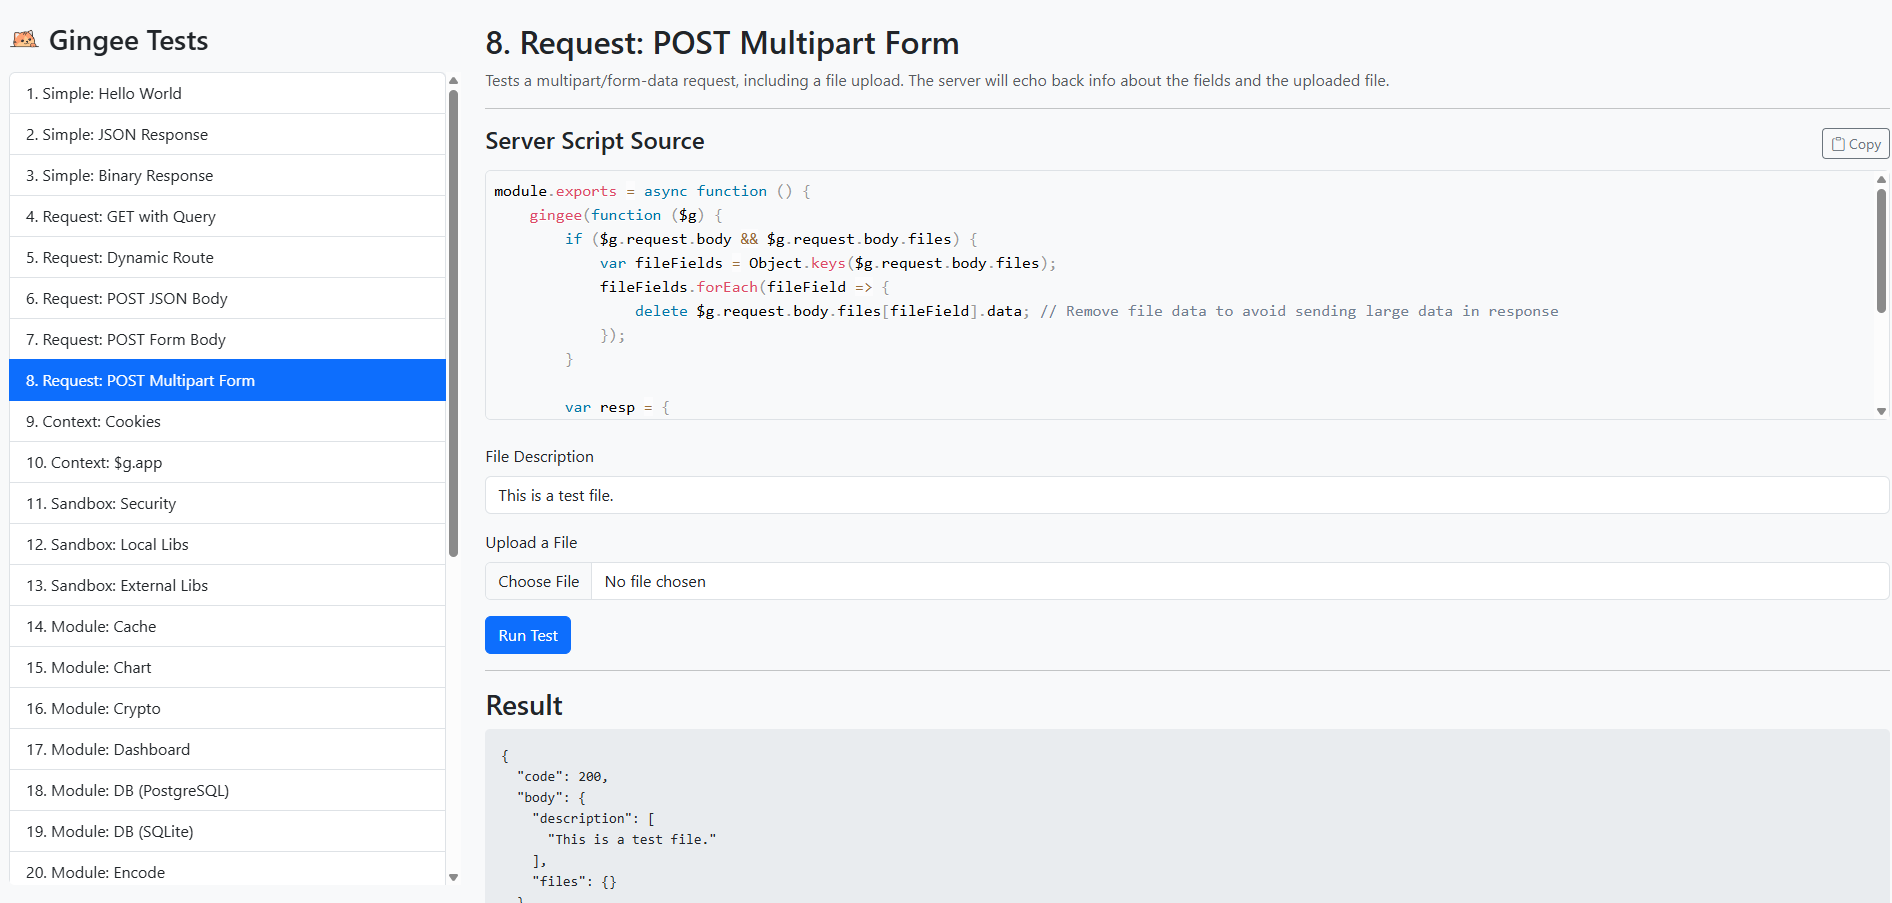 Gingee Tests
1. Simple: Hello World
2. Simple: JSON Response
3. Simple: Binary Response
4. Request: GET with Query
5. Request: Dynamic Route
6. Request: POST JSON Body
7. Request: POST Form Body
8. Request: POST Multipart Form
9. Context: Cookies
10. Context: $g.app
11. Sandbox: Security
12. Sandbox: Local Libs
13. Sandbox: External Libs
14. Module: Cache
15. Module: Chart
16. Module: Crypto
17. Module: Dashboard
18. Module: DB (PostgreSQL)
19. Module: DB (SQLite)
20. Module: Encode
8. Request: POST Multipart Form
Tests a multipart/form-data request, including a file upload. The server will echo back info about the fields and the uploaded file.
Server Script Source
Copy
module.exports = async function () {
    gingee(function ($g) {
        if ($g.request.body && $g.request.body.files) {
            var fileFields = Object.keys($g.request.body.files);
            fileFields.forEach(fileField => {
                delete $g.request.body.files[fileField].data; // Remove file data to avoid sending large data in response
            });
        }
        var resp = {
File Description
This is a test file.
Upload a File
Choose File No file chosen
Run Test
Result
{
  "code": 200,
  "body": {
    "description": [
      "This is a test file."
    ],
    "files": {}
  }